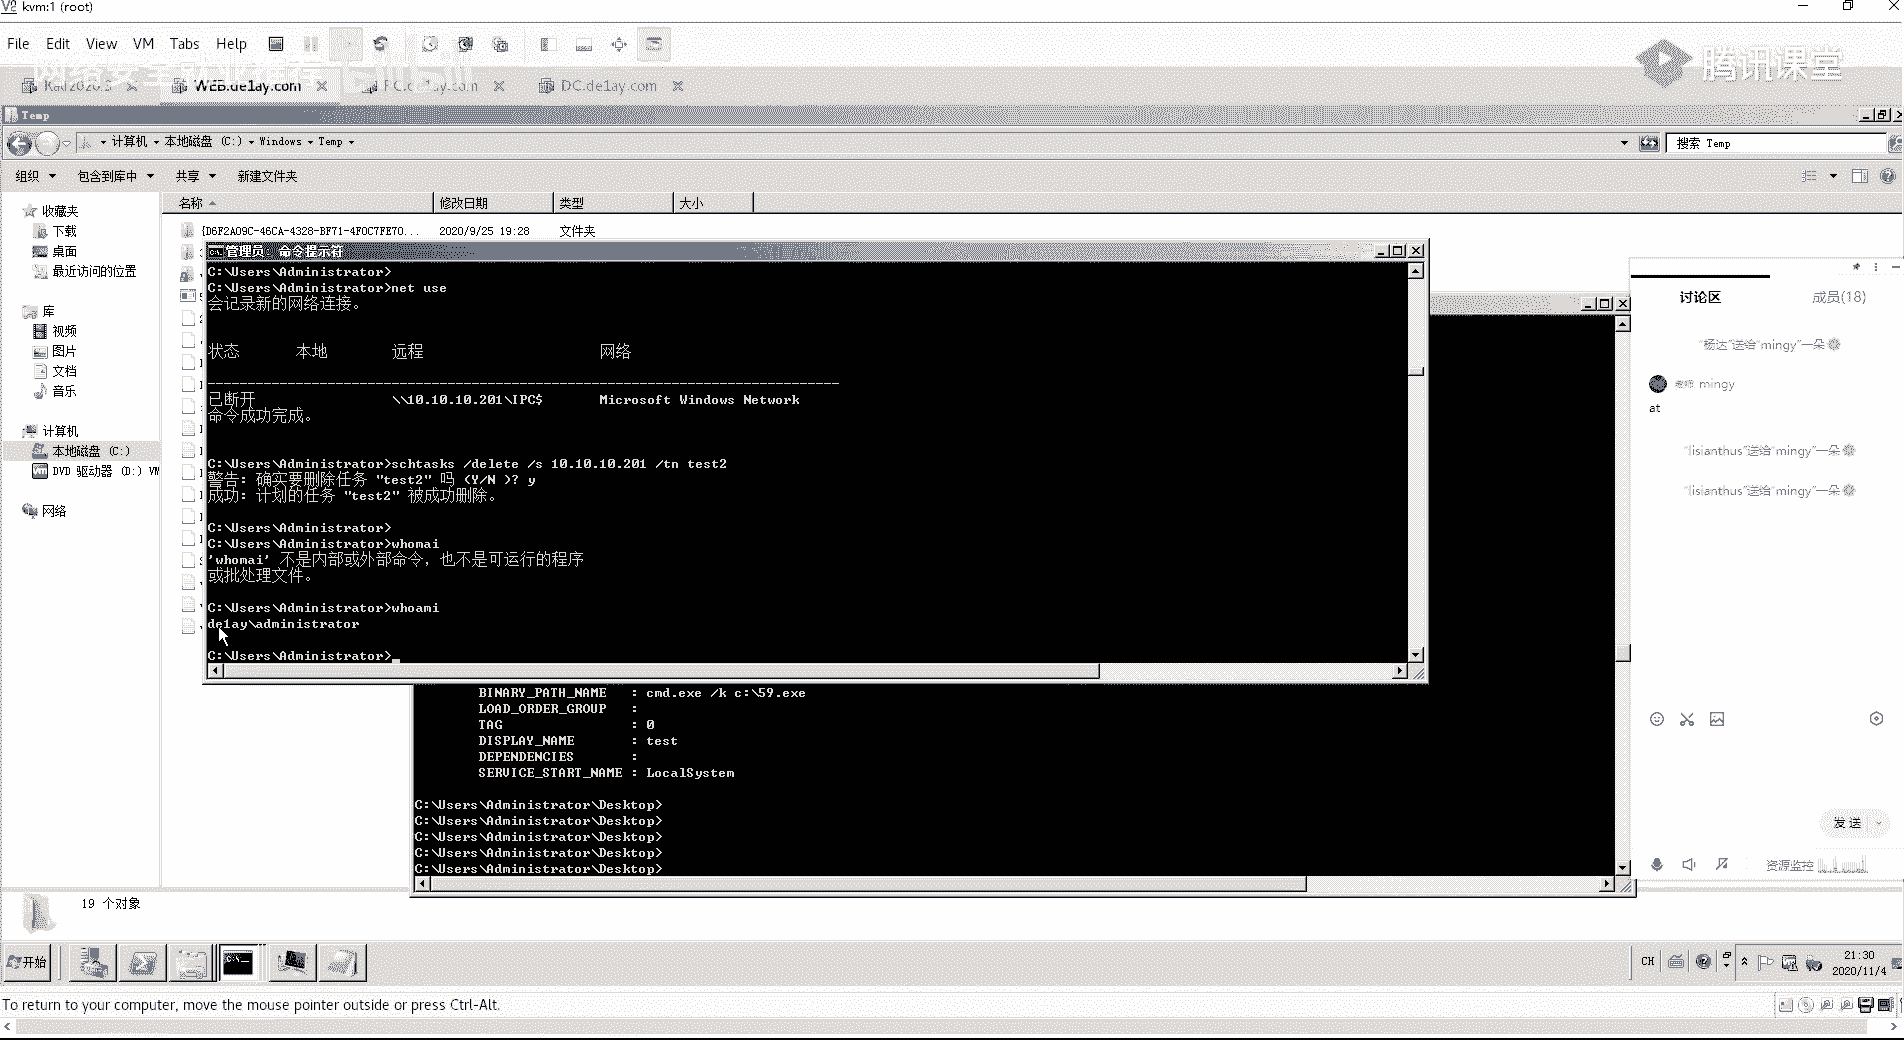 kvm:1 (root)
File Edit View VM Tabs Help
腾讯课堂
WEB.de1ay.com
DC.de1ay.com
Temp
计算机 本地磁盘 (C:) Windows Temp
搜索 Temp
组织 包含到库中 共享 新建文件夹
名称 修改日期 类型 大小
收藏夹
下载
桌面
最近访问的位置
库
视频
图片
文档
音乐
计算机
本地磁盘 (C:)
DVD 驱动器 (D:) VM
网络
{D6F2A09C-46CA-4328-BF71-4F0C7FE70... 2020/9/25 19:28 文件夹
管理员: 命令提示符
C:\Users\Administrator>
C:\Users\Administrator>net use
会记录新的网络连接。
状态 本地 远程 网络
-------------------------------------------------------------------------------
已断开 \\10.10.10.201\IPC$ Microsoft Windows Network
命令成功完成。
C:\Users\Administrator>schtasks /delete /s 10.10.10.201 /tn test2
警告: 确实要删除任务 "test2" 吗 (Y/N )? y
成功: 计划的任务 "test2" 被成功删除。
C:\Users\Administrator>
C:\Users\Administrator>whomai
'whomai' 不是内部或外部命令，也不是可运行的程序
或批处理文件。
C:\Users\Administrator>whoami
de1ay\administrator
C:\Users\Administrator>
BINARY_PATH_NAME : cmd.exe /k c:\59.exe
LOAD_ORDER_GROUP :
TAG : 0
DISPLAY_NAME : test
DEPENDENCIES :
SERVICE_START_NAME : LocalSystem
C:\Users\Administrator\Desktop>
C:\Users\Administrator\Desktop>
C:\Users\Administrator\Desktop>
C:\Users\Administrator\Desktop>
C:\Users\Administrator\Desktop>
讨论区 成员(18)
"杨达"送给"mingy"一朵
老师 mingy
at
"lisianthus"送给"mingy"一朵
"lisianthus"送给"mingy"一朵
发送
资源监控
19 个对象
开始
CH
21:30
2020/11/4
To return to your computer, move the mouse pointer outside or press Ctrl-Alt.